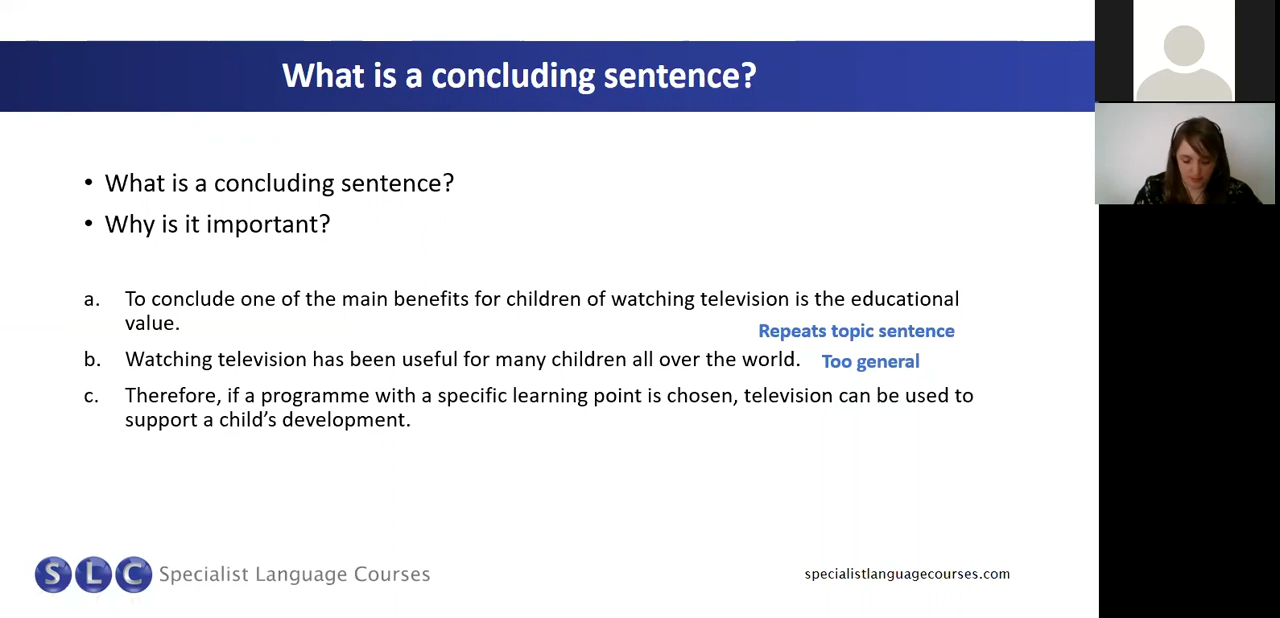 What is a concluding sentence?
• What is a concluding sentence?
• Why is it important?
a. To conclude one of the main benefits for children of watching television is the educational
value.
Repeats topic sentence
b. Watching television has been useful for many children all over the world. Too general
c. Therefore, if a programme with a specific learning point is chosen, television can be used to
support a child's development.
SLC Specialist Language Courses
specialistlanguagecourses.com